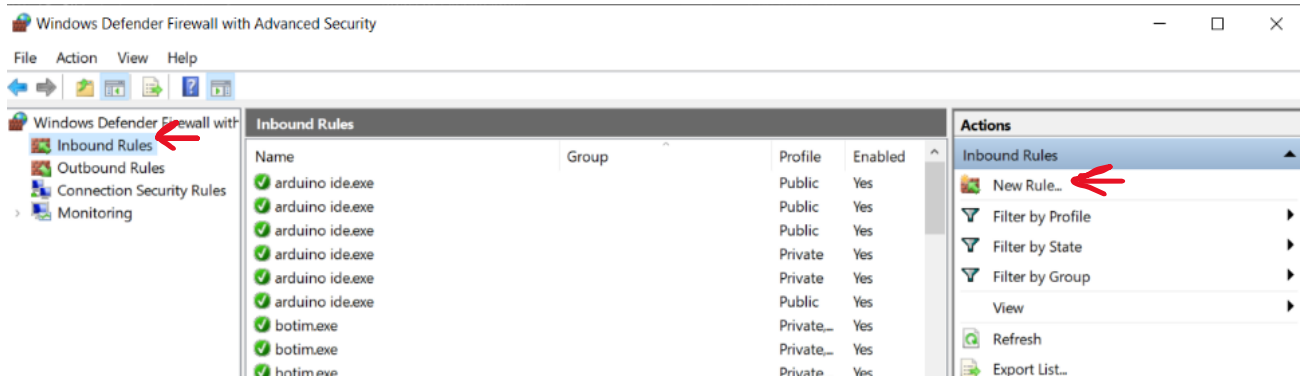 Windows Defender Firewall with Advanced Security
File Action View Help
Windows Defender Firewall with
Inbound Rules
Outbound Rules
Connection Security Rules
Monitoring
Inbound Rules
Name Group Profile Enabled
arduino ide.exe Public Yes
arduino ide.exe Public Yes
arduino ide.exe Public Yes
arduino ide.exe Private Yes
arduino ide.exe Private Yes
arduino ide.exe Public Yes
botim.exe Private,... Yes
botim.exe Private,... Yes
botim.exe Private Yes
Actions
Inbound Rules
New Rule...
Filter by Profile
Filter by State
Filter by Group
View
Refresh
Export List...